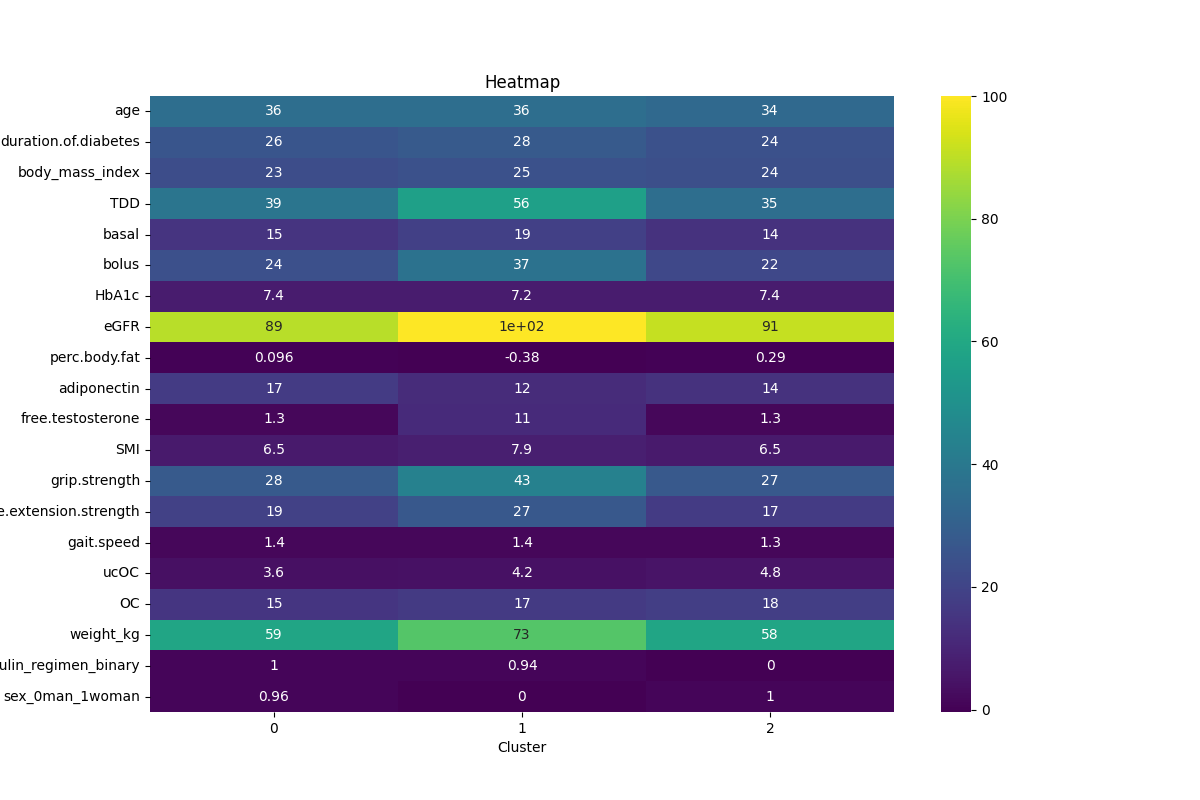 Heatmap
age 36 36 34
duration.of.diabetes 26 28 24
body_mass_index 23 25 24
TDD 39 56 35
basal 15 19 14
bolus 24 37 22
HbA1c 7.4 7.2 7.4
eGFR 89 1e+02 91
perc.body.fat 0.096 -0.38 0.29
adiponectin 17 12 14
free.testosterone 1.3 11 1.3
SMI 6.5 7.9 6.5
grip.strength 28 43 27
e.extension.strength 19 27 17
gait.speed 1.4 1.4 1.3
ucOC 3.6 4.2 4.8
OC 15 17 18
weight_kg 59 73 58
ulin_regimen_binary 1 0.94 0
sex_0man_1woman 0.96 0 1
0 1 2
Cluster
100
80
60
40
20
0